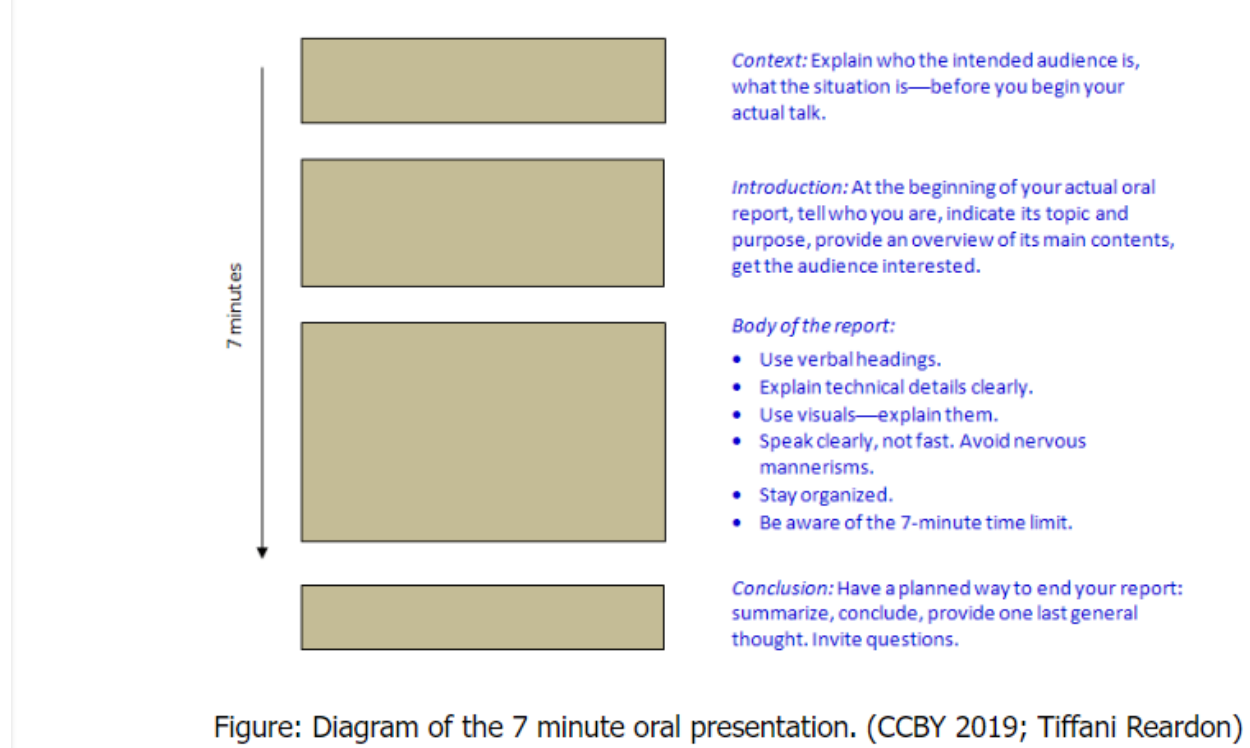 Context: Explain who the intended audience is,
what the situation is—before you begin your
actual talk.
Introduction: At the beginning of your actual oral
report, tell who you are, indicate its topic and
purpose, provide an overview of its main contents,
get the audience interested.
7 minutes
Body of the report:
• Use verbal headings.
• Explain technical details clearly.
• Use visuals—explain them.
• Speak clearly, not fast. Avoid nervous
mannerisms.
• Stay organized.
• Be aware of the 7-minute time limit.
Conclusion: Have a planned way to end your report:
summarize, conclude, provide one last general
thought. Invite questions.
Figure: Diagram of the 7 minute oral presentation. (CCBY 2019; Tiffani Reardon)